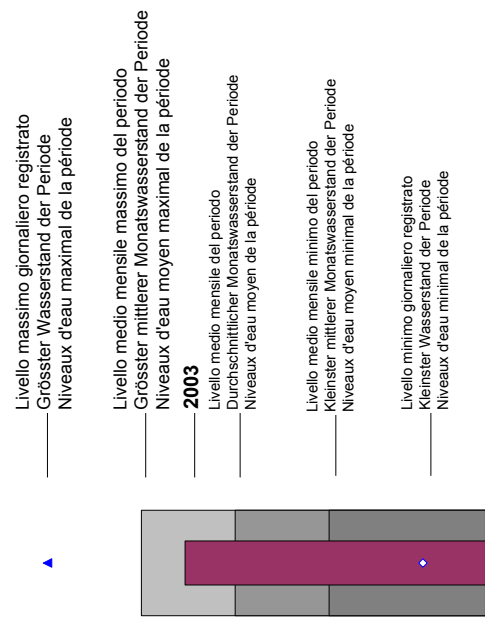 Livello massimo giornaliero registrato
Grösster Wasserstand der Periode
Niveaux d'eau maximal de la période
Livello medio mensile massimo del periodo
Grösster mittlerer Monatswasserstand der Periode
Niveaux d'eau moyen maximal de la période
2003
Livello medio mensile del periodo
Durchschnittlicher Monatswasserstand der Periode
Niveaux d'eau moyen de la période
Livello medio mensile minimo del periodo
Kleinster mittlerer Monatswasserstand der Periode
Niveaux d'eau moyen minimal de la période
Livello minimo giornaliero registrato
Kleinster Wasserstand der Periode
Niveaux d'eau minimal de la période